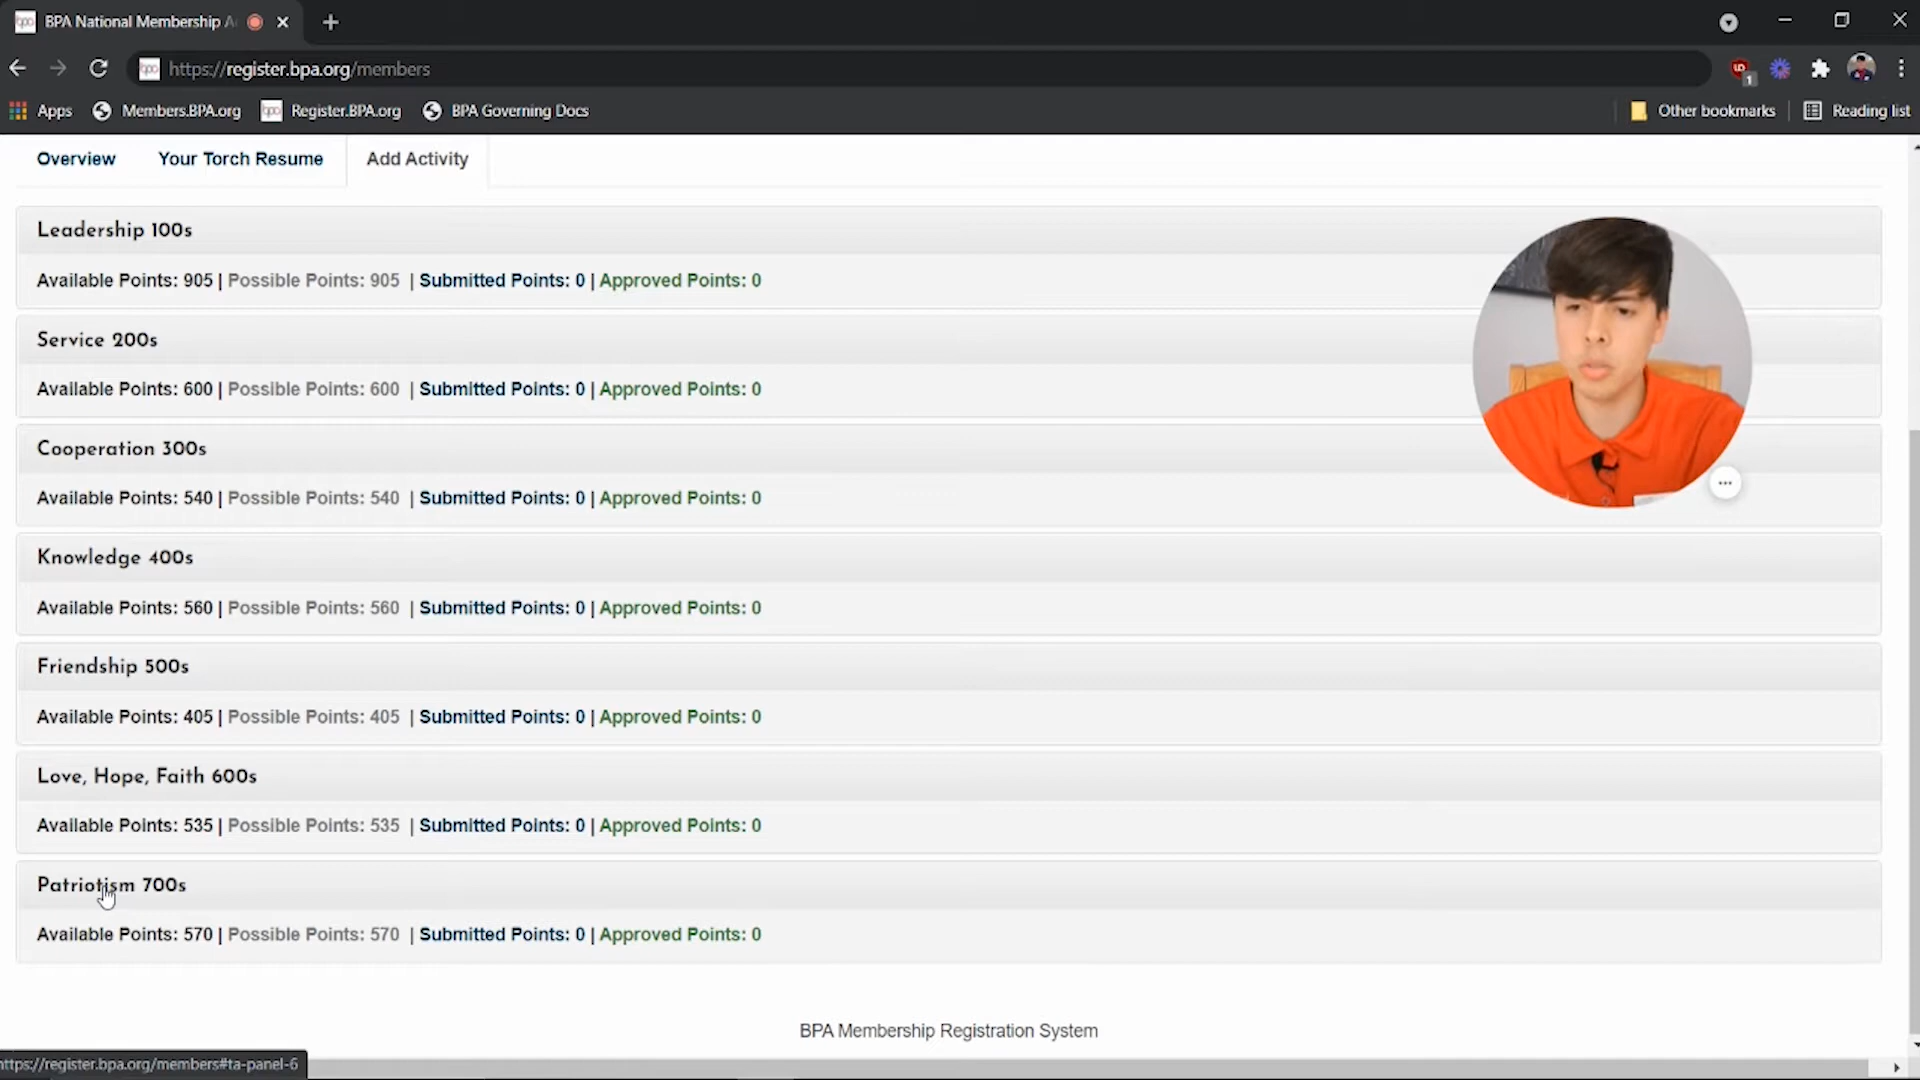 BPA National Membership A
https://register.bpa.org/members
1
Apps Members.BPA.org Register.BPA.org BPA Governing Docs Other bookmarks Reading list
Overview Your Torch Resume Add Activity
Leadership 100s
Available Points: 905 | Possible Points: 905 | Submitted Points: 0 | Approved Points: 0
Service 200s
Available Points: 600 | Possible Points: 600 | Submitted Points: 0 | Approved Points: 0
Cooperation 300s
Available Points: 540 | Possible Points: 540 | Submitted Points: 0 | Approved Points: 0
Knowledge 400s
Available Points: 560 | Possible Points: 560 | Submitted Points: 0 | Approved Points: 0
Friendship 500s
Available Points: 405 | Possible Points: 405 | Submitted Points: 0 | Approved Points: 0
Love, Hope, Faith 600s
Available Points: 535 | Possible Points: 535 | Submitted Points: 0 | Approved Points: 0
Patriotism 700s
Available Points: 570 | Possible Points: 570 | Submitted Points: 0 | Approved Points: 0
BPA Membership Registration System
https://register.bpa.org/members#ta-panel-6